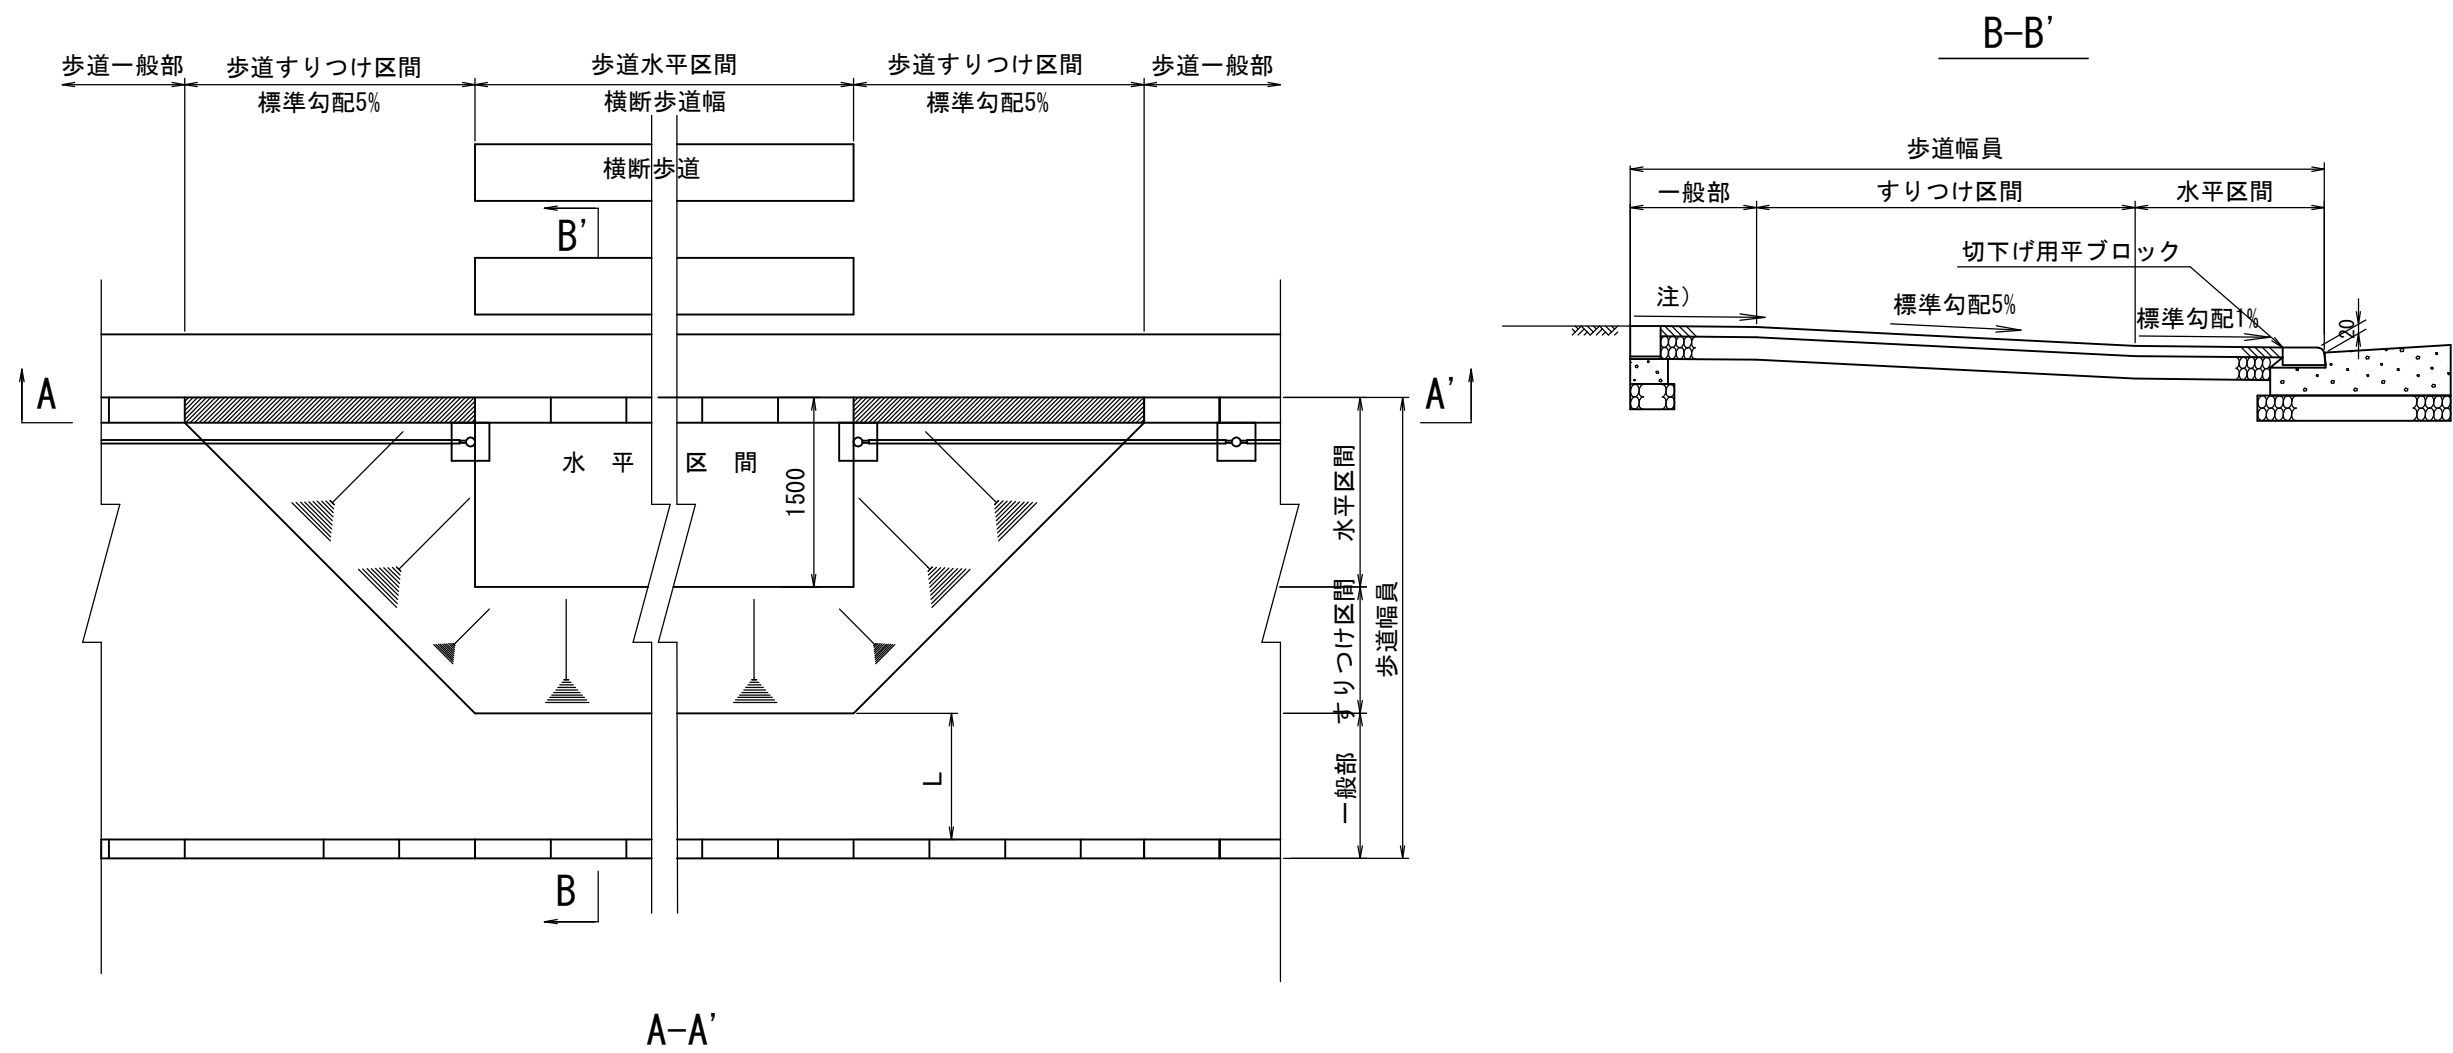 歩道一般部
歩道すりつけ区間
歩道水平区間
歩道すりつけ区間
歩道一般部
標準勾配5%
横断歩道幅
標準勾配5%
横断歩道
B'
A
A'
水平区間
1500
水平区間
すりつけ区間
一般部
歩道幅員
L
B
A-A'
B-B'
歩道幅員
一般部
すりつけ区間
水平区間
切下げ用平ブロック
注)
標準勾配5%
標準勾配1%
20